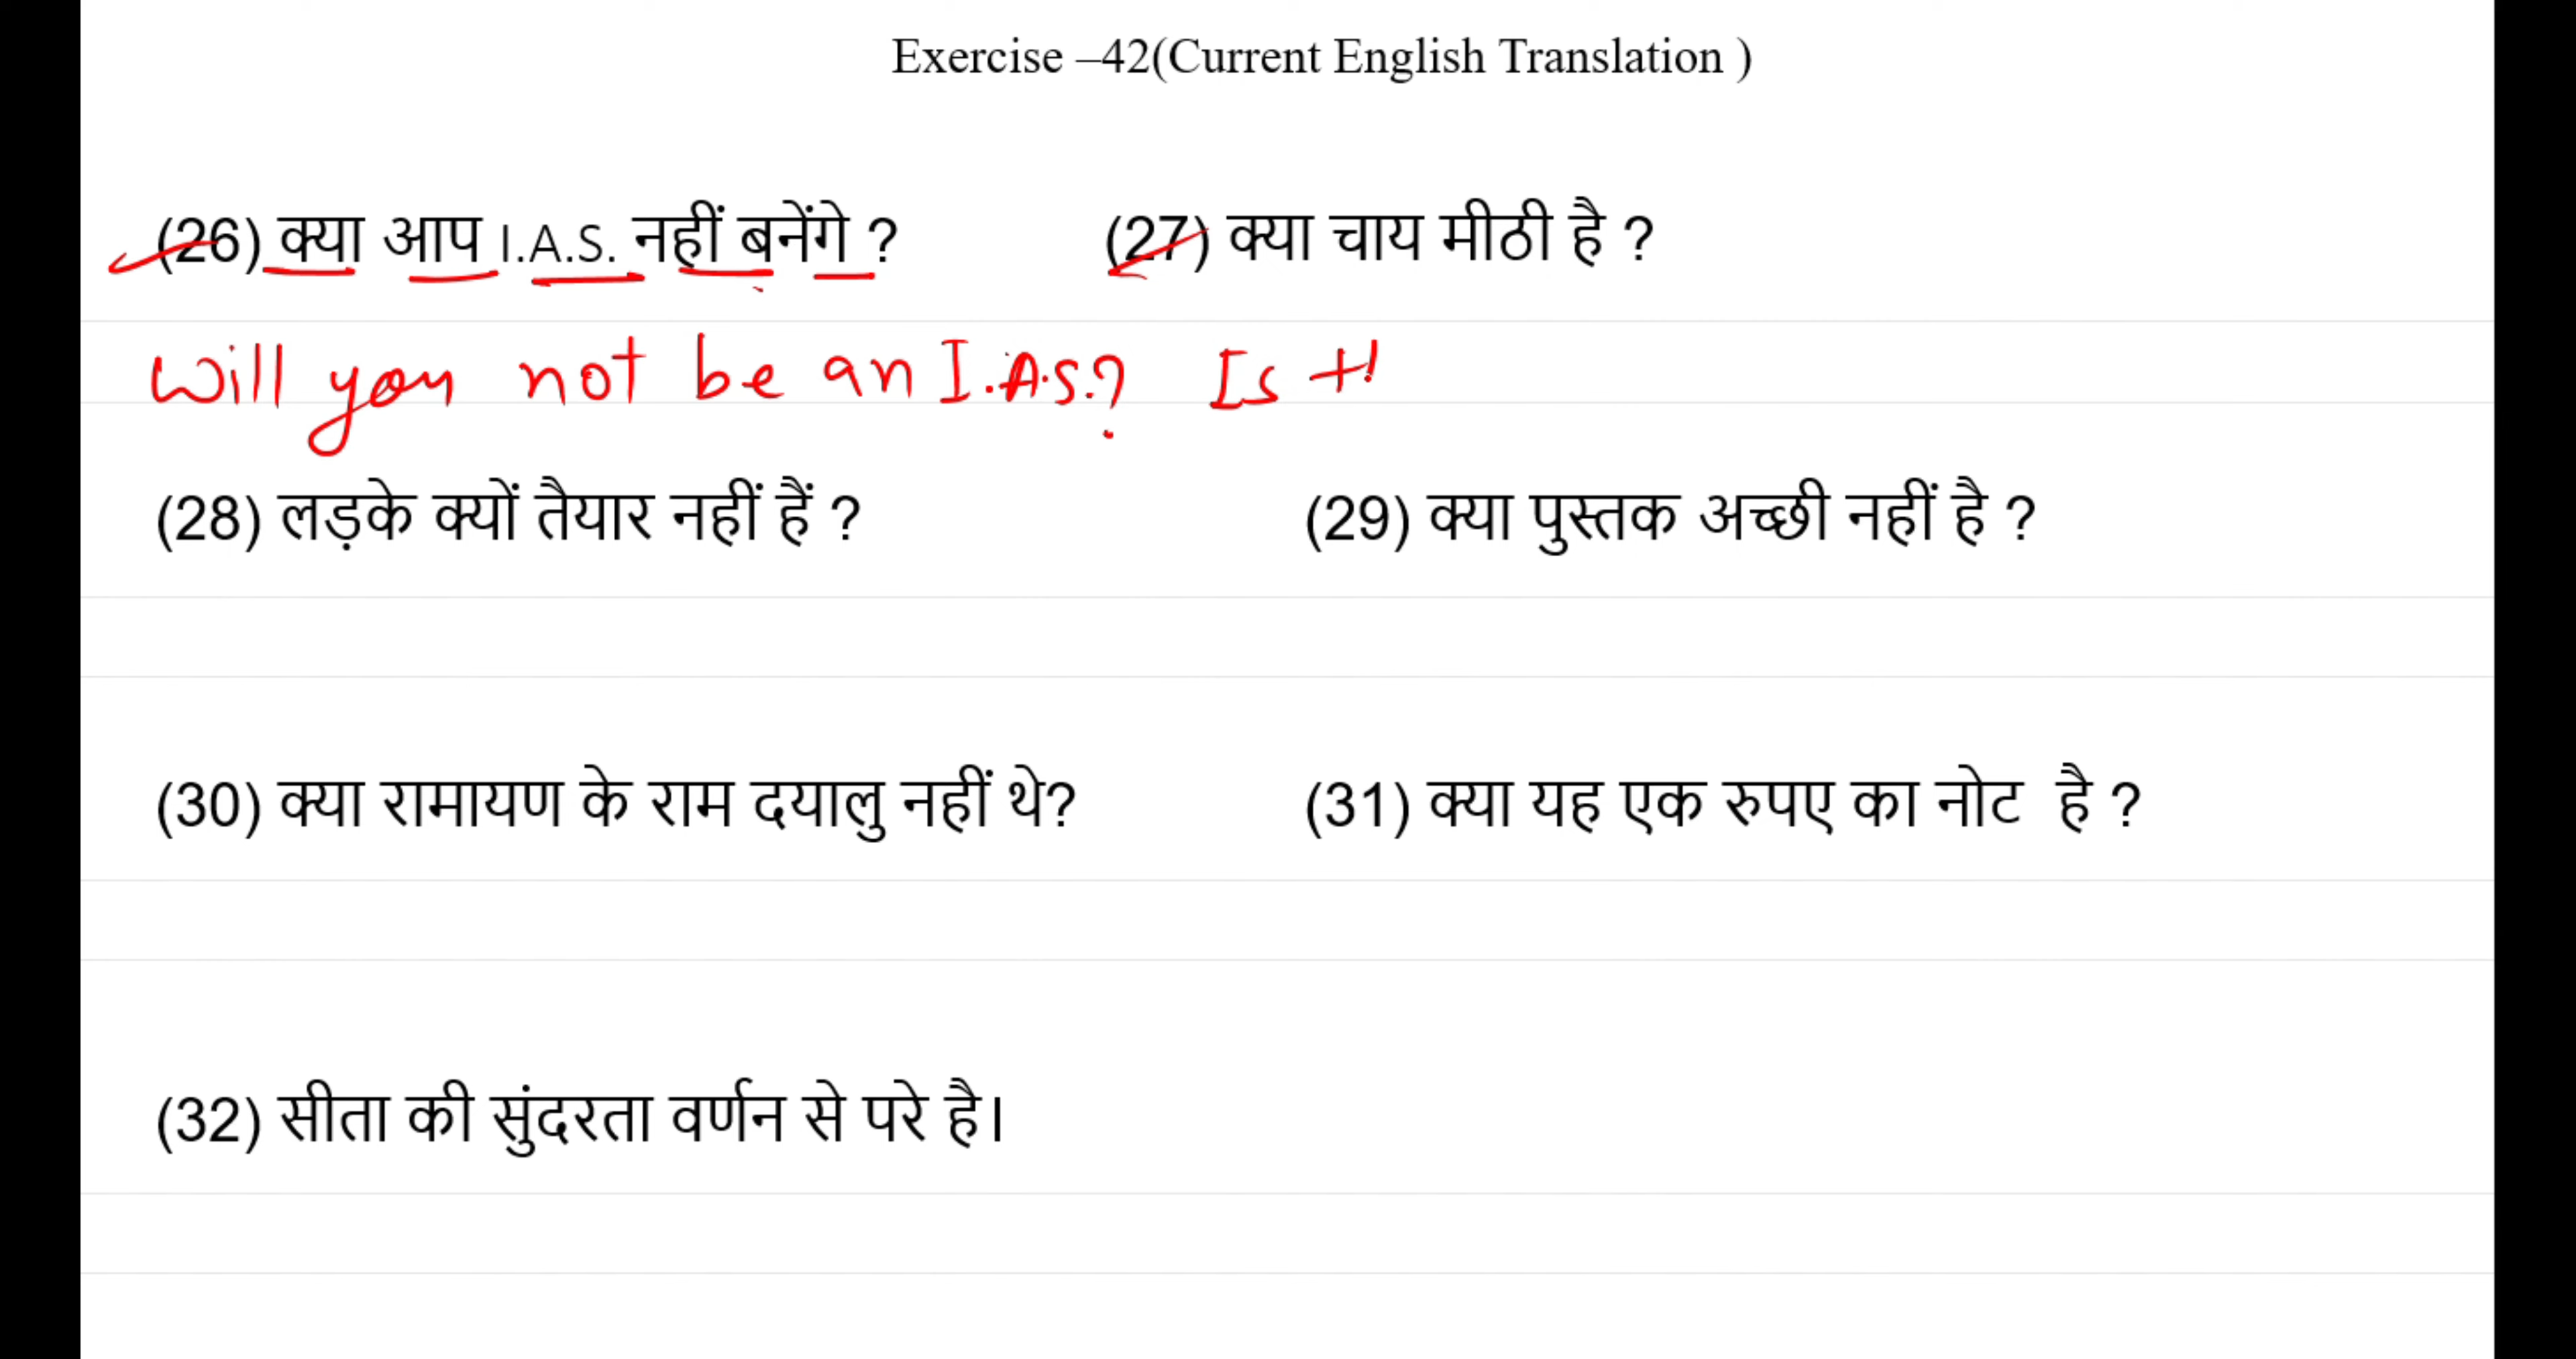 Exercise –42(Current English Translation )
(26) क्या आप I.A.S. नहीं बनेंगे ? (27) क्या चाय मीठी है ?
Will you not be an I.A.S.? Is
(28) लड़के क्यों तैयार नहीं हैं ? (29) क्या पुस्तक अच्छी नहीं है ?
(30) क्या रामायण के राम दयालु नहीं थे? (31) क्या यह एक रुपए का नोट है ?
(32) सीता की सुंदरता वर्णन से परे है।